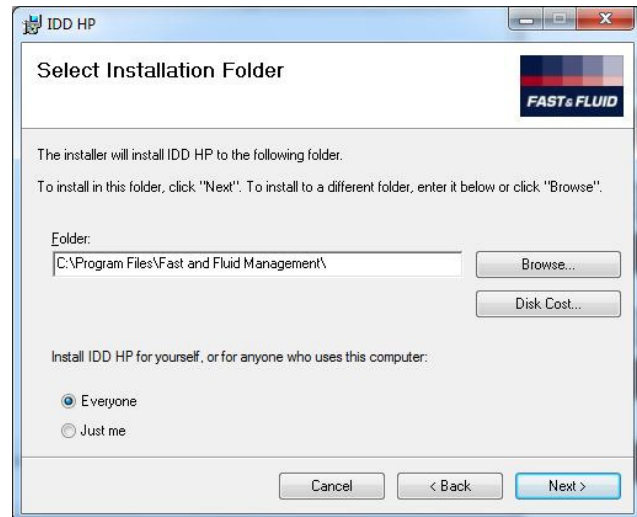 IDD HP
Select Installation Folder
FAST& FLUID
The installer will install IDD HP to the following folder.
To install in this folder, click "Next". To install to a different folder, enter it below or click "Browse".
Folder:
C:\Program Files\Fast and Fluid Management\
Browse...
Disk Cost...
Install IDD HP for yourself, or for anyone who uses this computer:
Everyone
Just me
Cancel
< Back
Next >